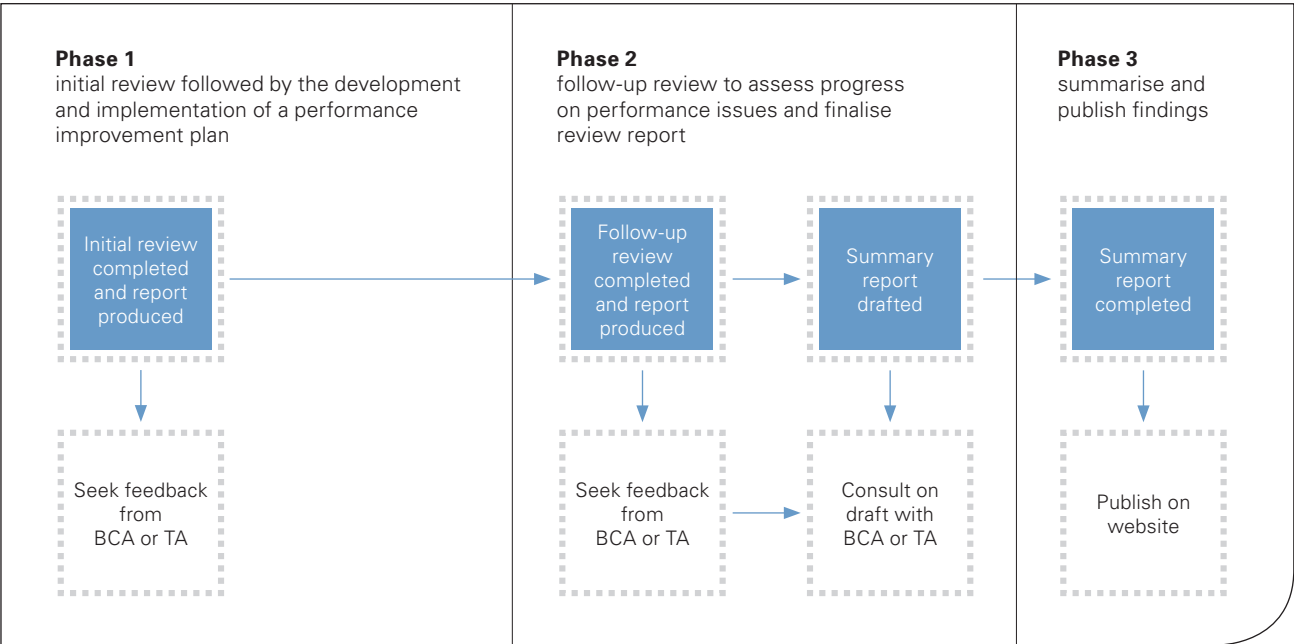 Phase 1
initial review followed by the development
and implementation of a performance
improvement plan
Phase 2
follow-up review to assess progress
on performance issues and finalise
review report
Phase 3
summarise and
publish findings
Initial review
completed
and report
produced
Follow-up
review
completed
and report
produced
Summary
report
drafted
Summary
report
completed
Seek feedback
from
BCA or TA
Seek feedback
from
BCA or TA
Consult on
draft with
BCA or TA
Publish on
website